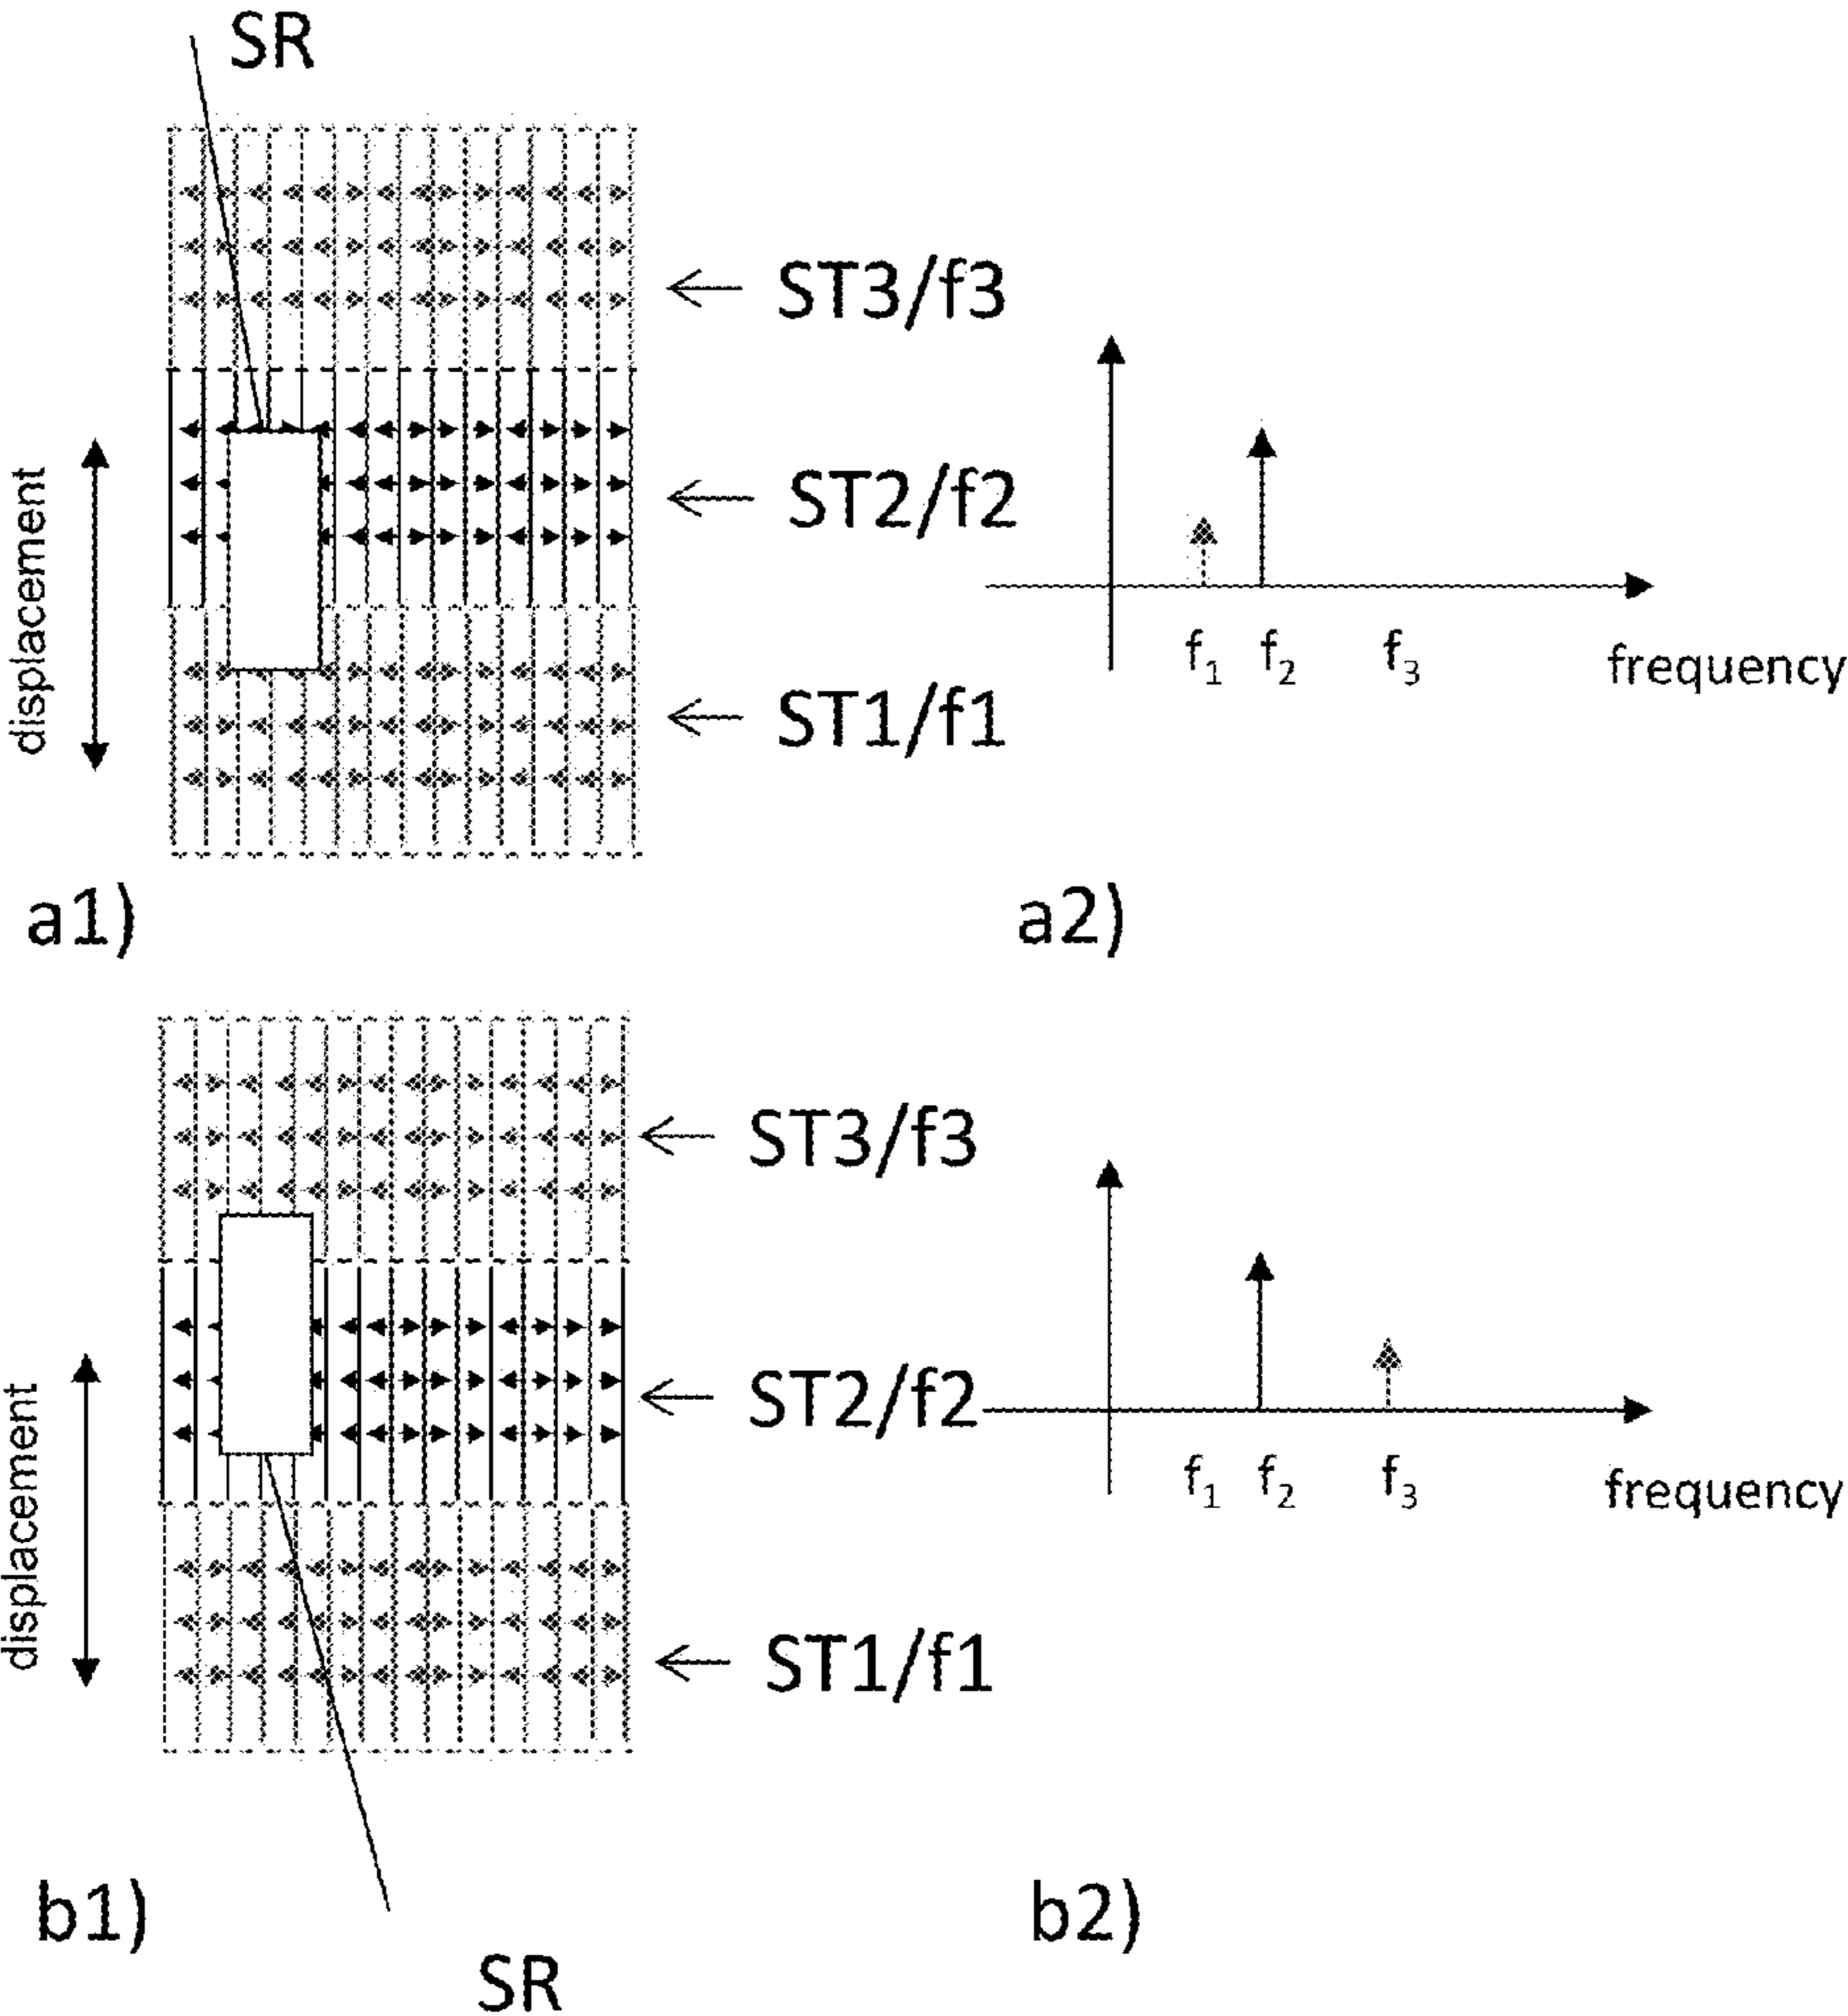 SR
ST3/f3
displacement
ST2/f2
f1 f2 f3 frequency
ST1/f1
a1) a2)
ST3/f3
displacement
ST2/f2
f1 f2 f3 frequency
ST1/f1
b1) b2)
SR